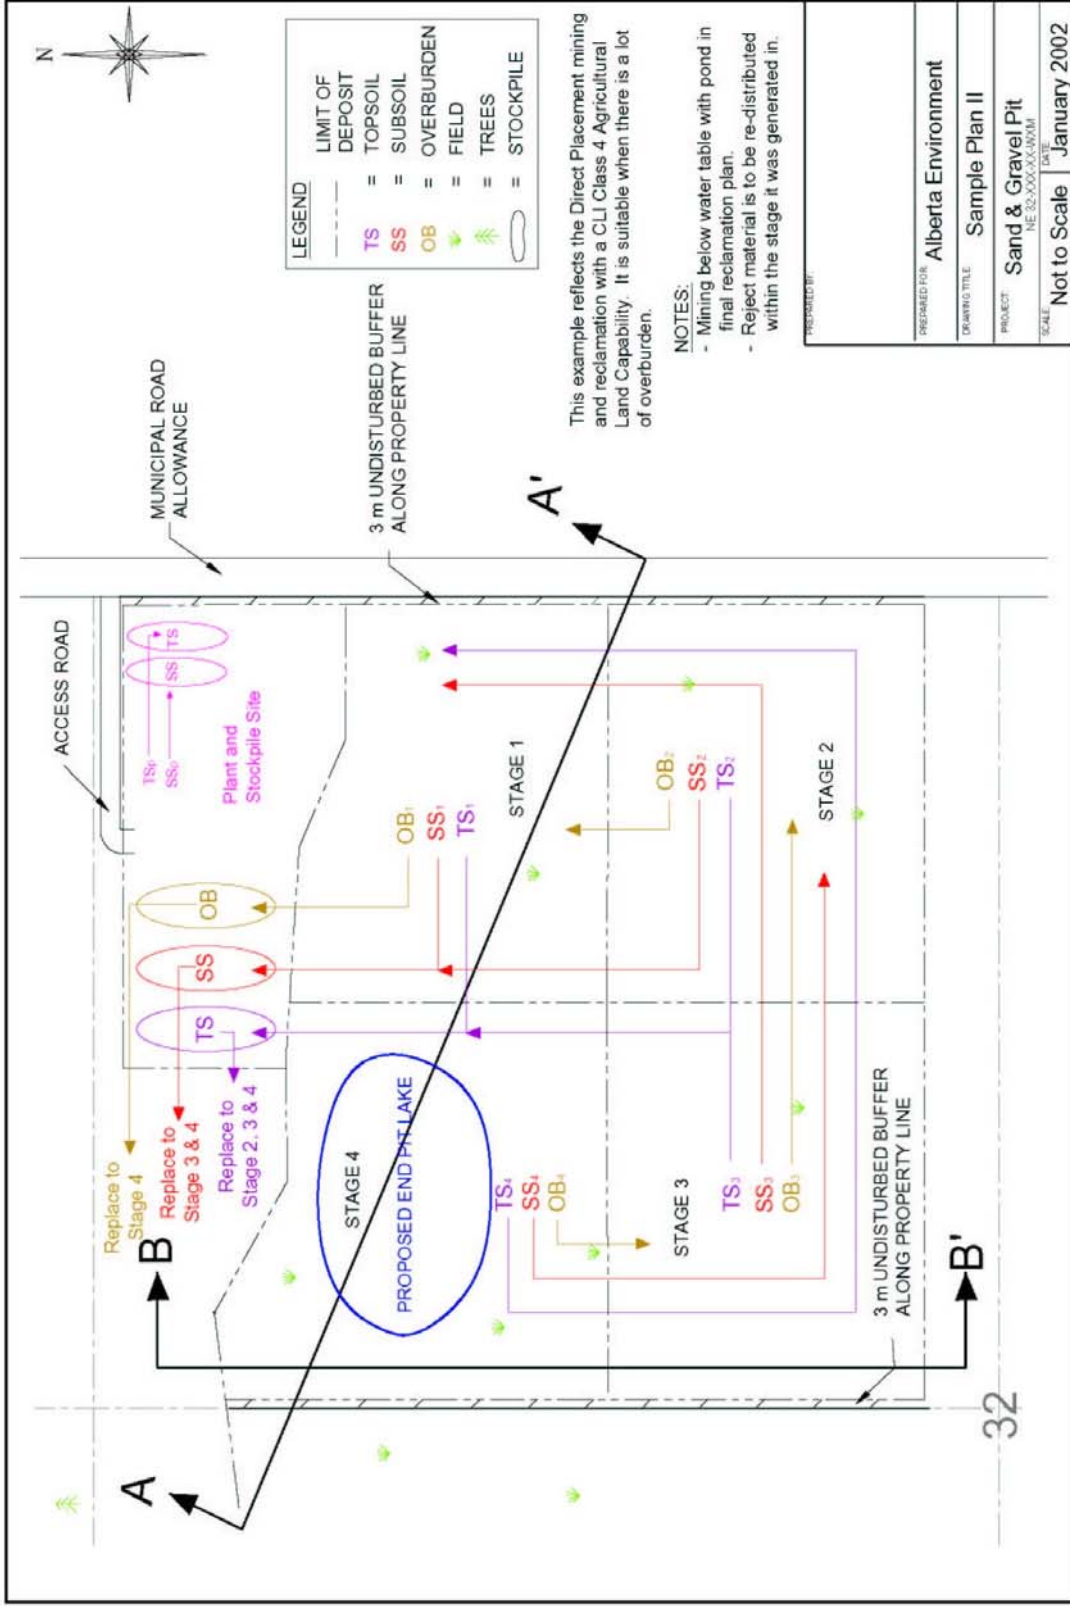 N
LEGEND
LIMIT OF
DEPOSIT
TS = TOPSOIL
SS = SUBSOIL
OB = OVERBURDEN
= FIELD
= TREES
= STOCKPILE
This example reflects the Direct Placement mining
and reclamation with a CLI Class 4 Agricultural
Land Capability. It is suitable when there is a lot
of overburden.
NOTES:
- Mining below water table with pond in
final reclamation plan.
- Reject material is to be re-distributed
within the stage it was generated in.
PREPARED BY:
PREPARED FOR: Alberta Environment
DRAWING TITLE: Sample Plan II
PROJECT: Sand & Gravel Pit
NE 32-XXX-XX-WXM
SCALE: Not to Scale
DATE: January 2002
ACCESS ROAD
MUNICIPAL ROAD
ALLOWANCE
3 m UNDISTURBED BUFFER
ALONG PROPERTY LINE
A'
TSp
SSp
SS
TS
Plant and
Stockpile Site
TS
SS
OB
Replace to
Stage 4
Replace to
Stage 3 & 4
Replace to
Stage 2, 3 & 4
B
A
OB1
SS1
TS1
STAGE 1
STAGE 4
PROPOSED END PIT LAKE
TS4
SS4
OB4
OB2
SS2
TS2
STAGE 2
STAGE 3
TS3
SS3
OB3
3 m UNDISTURBED BUFFER
ALONG PROPERTY LINE
B'
32